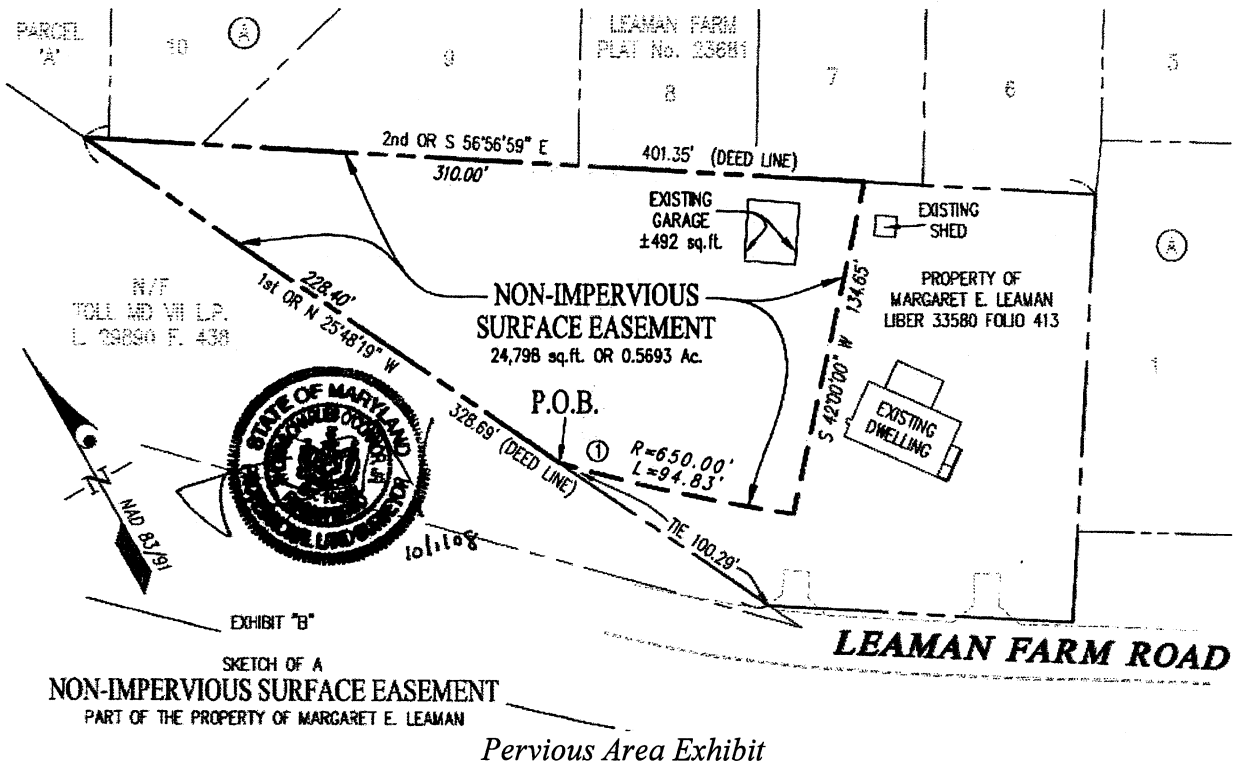 PARCEL
'A'
10
A
9
LEAMAN FARM
PLAT No. 23681
8
7
6
5
2nd OR S 56°56'59" E
310.00'
401.35' (DEED LINE)
EXISTING
GARAGE
±492 sq.ft.
EXISTING
SHED
A
N/F
TOLL MD VII L.P.
L. 29890 F. 438
228.40'
1st OR N 25°48'19" W
NON-IMPERVIOUS
SURFACE EASEMENT
24,798 sq.ft. OR 0.5693 Ac.
S 42°00'00" W 134.65'
PROPERTY OF
MARGARET E. LEAMAN
LIBER 33580 FOLIO 413
1
P.O.B.
328.69' (DEED LINE)
1
R=650.00'
L=94.83'
EXISTING
DWELLING
STATE OF MARYLAND
N
NAD 83/91
TIE 100.29'
EXHIBIT "B"
LEAMAN FARM ROAD
SKETCH OF A
NON-IMPERVIOUS SURFACE EASEMENT
PART OF THE PROPERTY OF MARGARET E. LEAMAN
Pervious Area Exhibit